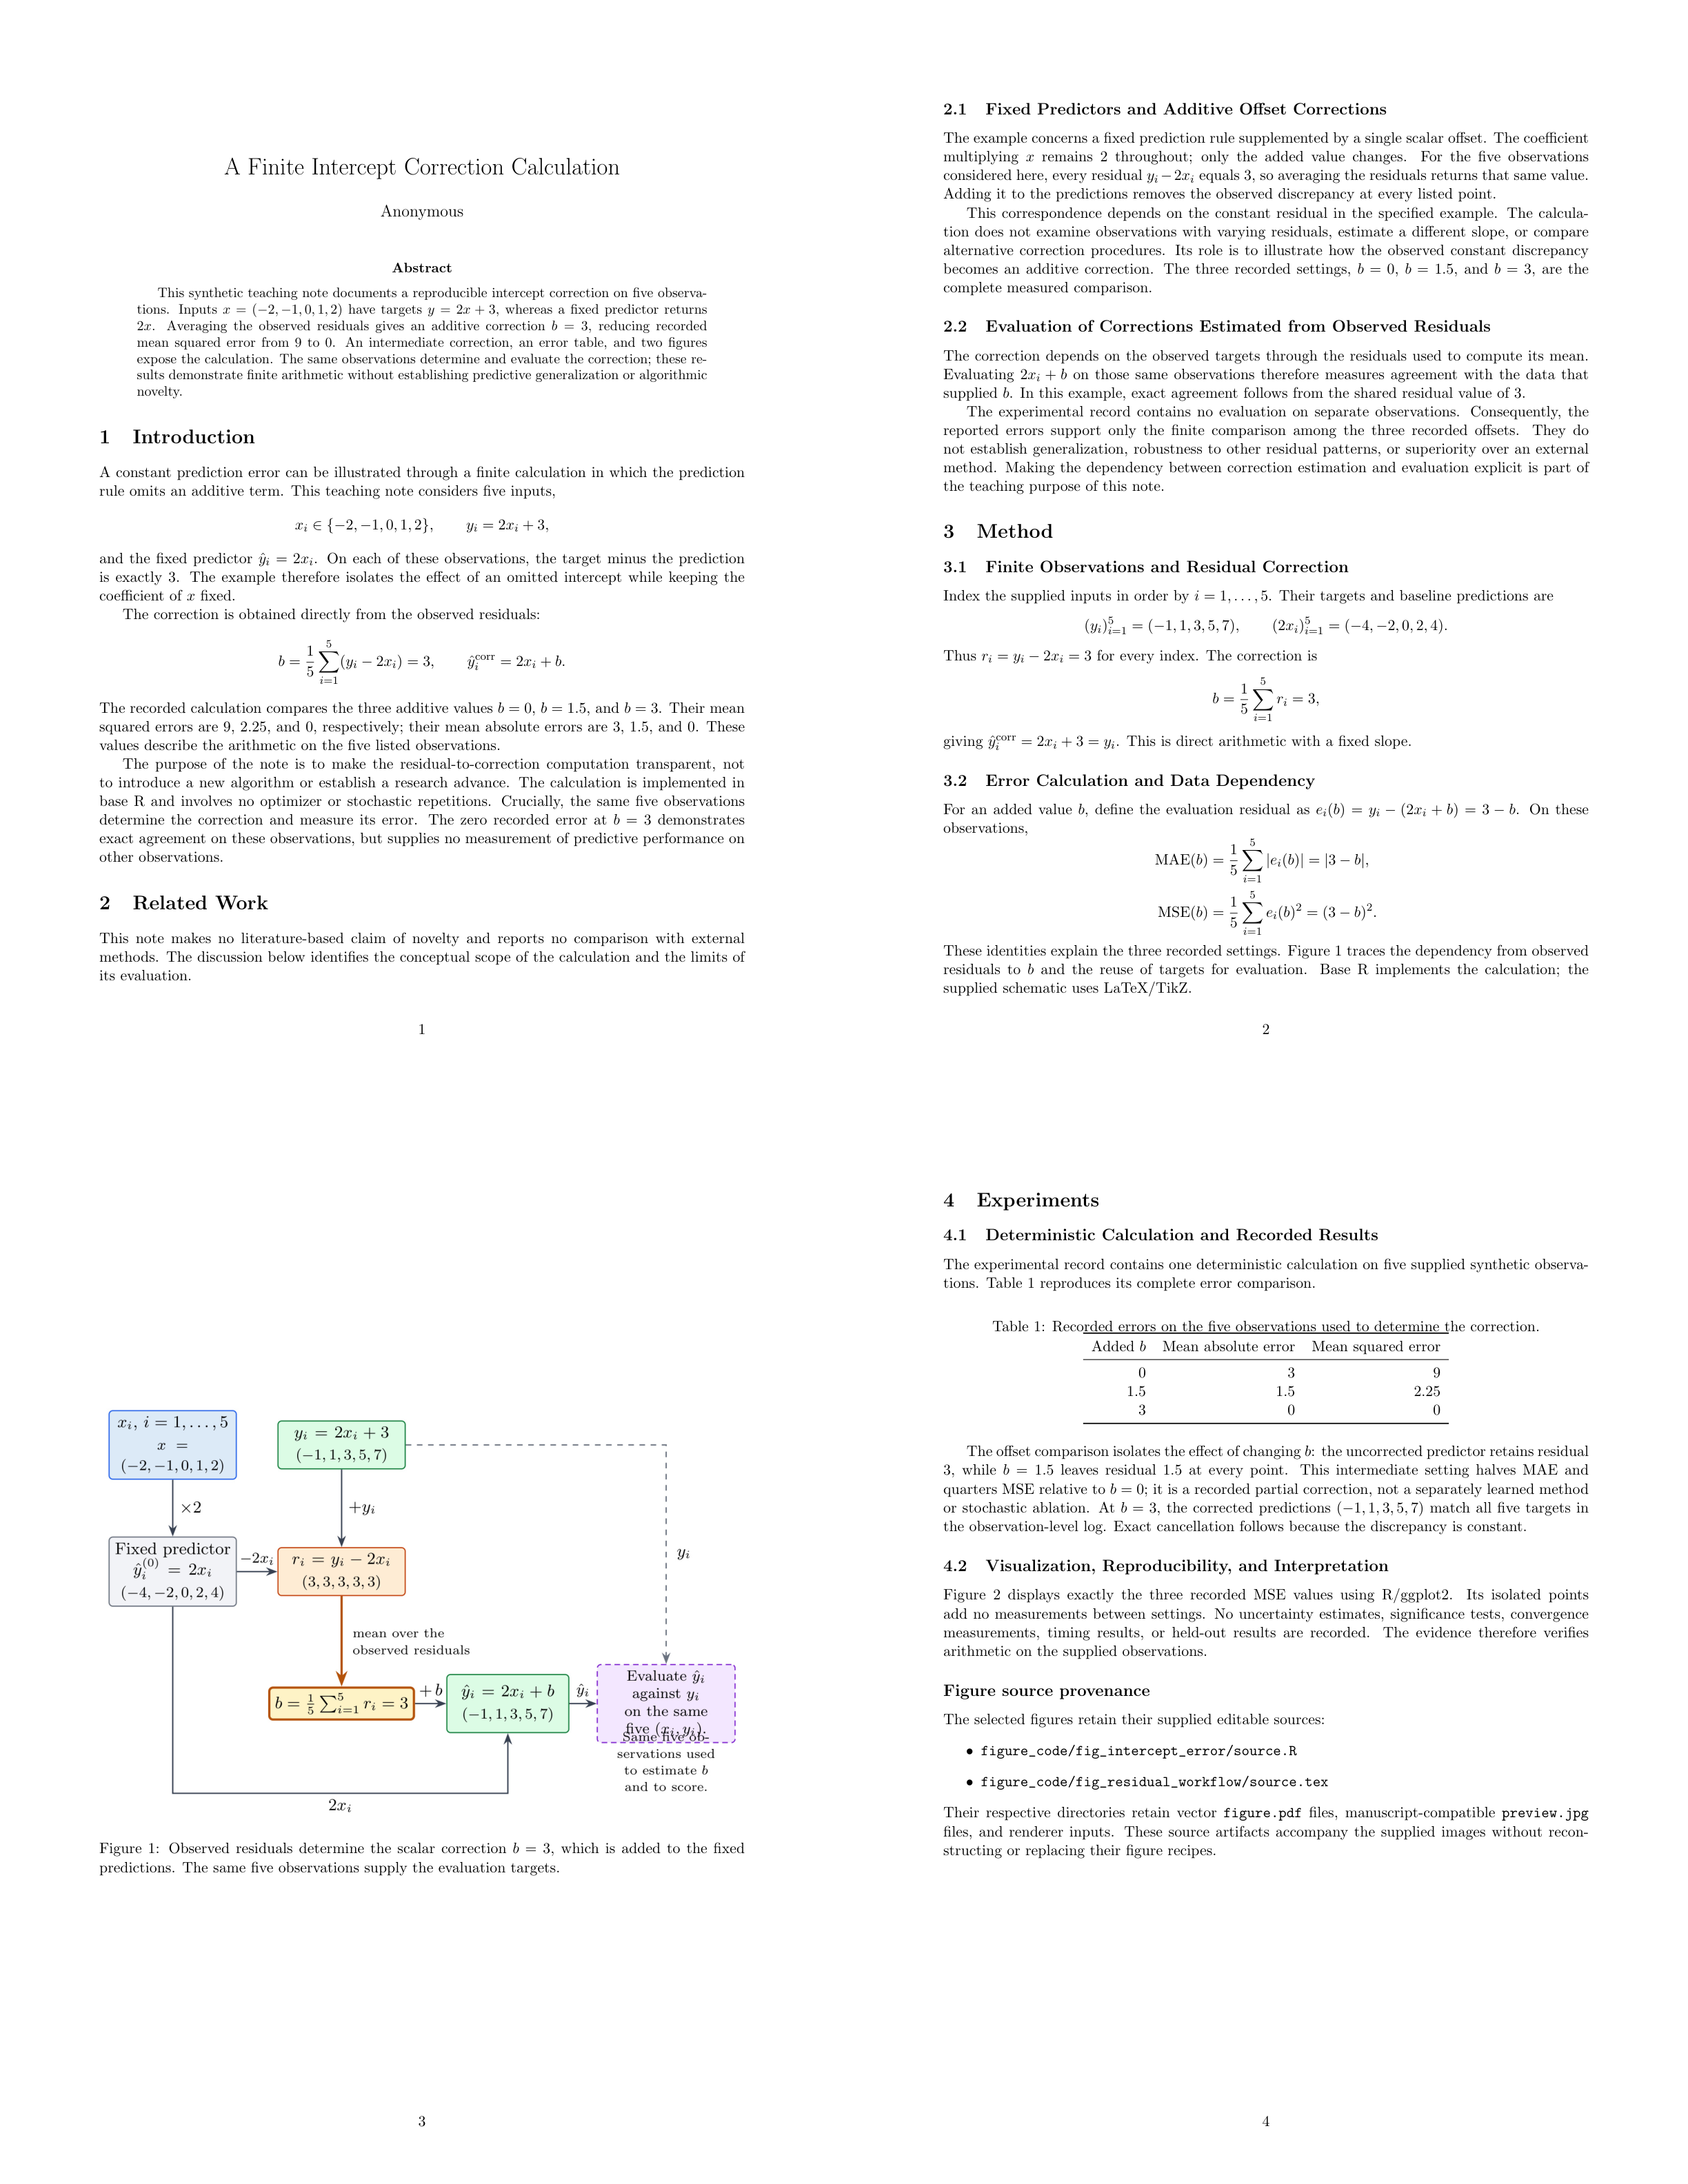 A Finite Intercept Correction Calculation
Anonymous
Abstract
This synthetic teaching note documents a reproducible intercept correction on five observa-
tions. Inputs x = (−2, −1, 0, 1, 2) have targets y = 2x + 3, whereas a fixed predictor returns
2x. Averaging the observed residuals gives an additive correction b = 3, reducing recorded
mean squared error from 9 to 0. An intermediate correction, an error table, and two figures
expose the calculation. The same observations determine and evaluate the correction; these re-
sults demonstrate finite arithmetic without establishing predictive generalization or algorithmic
novelty.
1 Introduction
A constant prediction error can be illustrated through a finite calculation in which the prediction
rule omits an additive term. This teaching note considers five inputs,
x_i ∈ {−2, −1, 0, 1, 2}, y_i = 2x_i + 3,
and the fixed predictor ŷ_i = 2x_i. On each of these observations, the target minus the prediction
is exactly 3. The example therefore isolates the effect of an omitted intercept while keeping the
coefficient of x fixed.
The correction is obtained directly from the observed residuals:
b = 1/5 ∑_{i=1}^{5} (y_i − 2x_i) = 3, ŷ_i^corr = 2x_i + b.
The recorded calculation compares the three additive values b = 0, b = 1.5, and b = 3. Their mean
squared errors are 9, 2.25, and 0, respectively; their mean absolute errors are 3, 1.5, and 0. These
values describe the arithmetic on the five listed observations.
The purpose of the note is to make the residual-to-correction computation transparent, not
to introduce a new algorithm or establish a research advance. The calculation is implemented in
base R and involves no optimizer or stochastic repetitions. Crucially, the same five observations
determine the correction and measure its error. The zero recorded error at b = 3 demonstrates
exact agreement on these observations, but supplies no measurement of predictive performance on
other observations.
2 Related Work
This note makes no literature-based claim of novelty and reports no comparison with external
methods. The discussion below identifies the conceptual scope of the calculation and the limits of
its evaluation.
1
2.1 Fixed Predictors and Additive Offset Corrections
The example concerns a fixed prediction rule supplemented by a single scalar offset. The coefficient
multiplying x remains 2 throughout; only the added value changes. For the five observations
considered here, every residual y_i − 2x_i equals 3, so averaging the residuals returns that same value.
Adding it to the predictions removes the observed discrepancy at every listed point.
This correspondence depends on the constant residual in the specified example. The calcula-
tion does not examine observations with varying residuals, estimate a different slope, or compare
alternative correction procedures. Its role is to illustrate how the observed constant discrepancy
becomes an additive correction. The three recorded settings, b = 0, b = 1.5, and b = 3, are the
complete measured comparison.
2.2 Evaluation of Corrections Estimated from Observed Residuals
The correction depends on the observed targets through the residuals used to compute its mean.
Evaluating 2x_i + b on those same observations therefore measures agreement with the data that
supplied b. In this example, exact agreement follows from the shared residual value of 3.
The experimental record contains no evaluation on separate observations. Consequently, the
reported errors support only the finite comparison among the three recorded offsets. They do
not establish generalization, robustness to other residual patterns, or superiority over an external
method. Making the dependency between correction estimation and evaluation explicit is part of
the teaching purpose of this note.
3 Method
3.1 Finite Observations and Residual Correction
Index the supplied inputs in order by i = 1, . . . , 5. Their targets and baseline predictions are
(y_i)_{i=1}^{5} = (−1, 1, 3, 5, 7), (2x_i)_{i=1}^{5} = (−4, −2, 0, 2, 4).
Thus r_i = y_i − 2x_i = 3 for every index. The correction is
b = 1/5 ∑_{i=1}^{5} r_i = 3,
giving ŷ_i^corr = 2x_i + 3 = y_i. This is direct arithmetic with a fixed slope.
3.2 Error Calculation and Data Dependency
For an added value b, define the evaluation residual as e_i(b) = y_i − (2x_i + b) = 3 − b. On these
observations,
MAE(b) = 1/5 ∑_{i=1}^{5} |e_i(b)| = |3 − b|,
MSE(b) = 1/5 ∑_{i=1}^{5} e_i(b)^2 = (3 − b)^2.
These identities explain the three recorded settings. Figure 1 traces the dependency from observed
residuals to b and the reuse of targets for evaluation. Base R implements the calculation; the
supplied schematic uses LaTeX/TikZ.
2
x_i, i = 1, . . . , 5
x =
(−2, −1, 0, 1, 2)
y_i = 2x_i + 3
(−1, 1, 3, 5, 7)
×2
+y_i
y_i
Fixed predictor
ŷ_i^(0) = 2x_i
(−4, −2, 0, 2, 4)
−2x_i
r_i = y_i − 2x_i
(3, 3, 3, 3, 3)
mean over the
observed residuals
b = 1/5 ∑_{i=1}^{5} r_i = 3
+b
ŷ_i = 2x_i + b
(−1, 1, 3, 5, 7)
ŷ_i
Evaluate ŷ_i
against y_i
on the same
five (x_i, y_i).
Same five ob-
servations used
to estimate b
and to score.
2x_i
Figure 1: Observed residuals determine the scalar correction b = 3, which is added to the fixed
predictions. The same five observations supply the evaluation targets.
3
4 Experiments
4.1 Deterministic Calculation and Recorded Results
The experimental record contains one deterministic calculation on five supplied synthetic observa-
tions. Table 1 reproduces its complete error comparison.
Table 1: Recorded errors on the five observations used to determine the correction.
Added b Mean absolute error Mean squared error
0 3 9
1.5 1.5 2.25
3 0 0
The offset comparison isolates the effect of changing b: the uncorrected predictor retains residual
3, while b = 1.5 leaves residual 1.5 at every point. This intermediate setting halves MAE and
quarters MSE relative to b = 0; it is a recorded partial correction, not a separately learned method
or stochastic ablation. At b = 3, the corrected predictions (−1, 1, 3, 5, 7) match all five targets in
the observation-level log. Exact cancellation follows because the discrepancy is constant.
4.2 Visualization, Reproducibility, and Interpretation
Figure 2 displays exactly the three recorded MSE values using R/ggplot2. Its isolated points
add no measurements between settings. No uncertainty estimates, significance tests, convergence
measurements, timing results, or held-out results are recorded. The evidence therefore verifies
arithmetic on the supplied observations.
Figure source provenance
The selected figures retain their supplied editable sources:
• figure_code/fig_intercept_error/source.R
• figure_code/fig_residual_workflow/source.tex
Their respective directories retain vector figure.pdf files, manuscript-compatible preview.jpg
files, and renderer inputs. These source artifacts accompany the supplied images without recon-
structing or replacing their figure recipes.
4